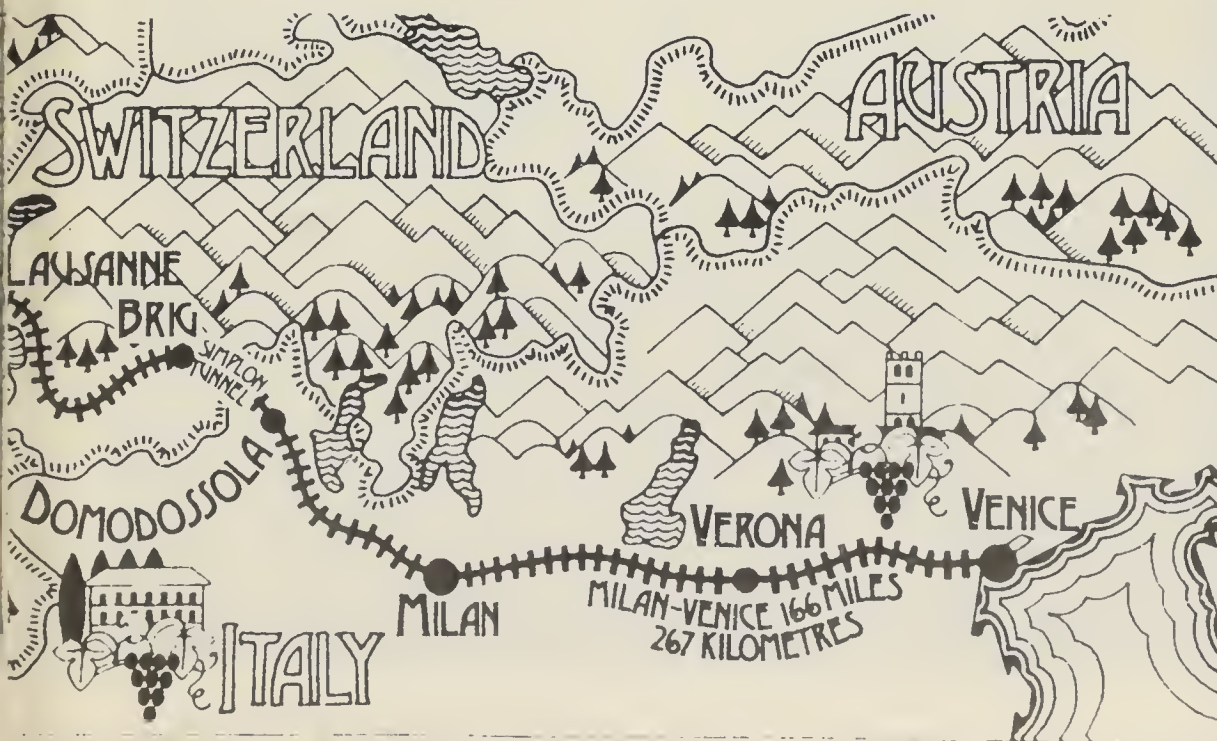 SWITZERLAND
AUSTRIA
LAUSANNE
BRIG
SIMPLON
TUNNEL
DOMODOSSOLA
VERONA
VENICE
MILAN
MILAN-VENICE 166 MILES
267 KILOMETRES
ITALY